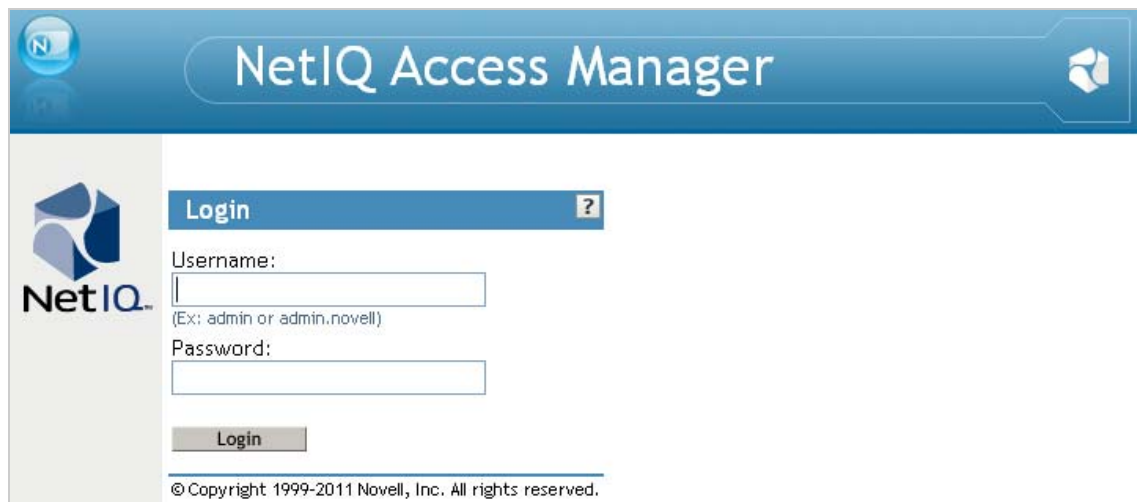 N
NetIQ Access Manager
NetIQ™
Login
?
Username:
(Ex: admin or admin.novell)
Password:
Login
© Copyright 1999-2011 Novell, Inc. All rights reserved.